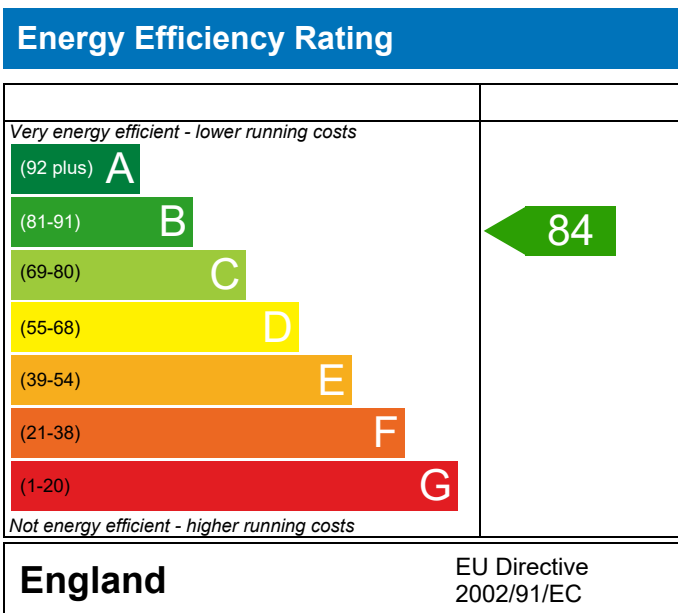 Energy Efficiency Rating
Very energy efficient - lower running costs
(92 plus) A
(81-91) B
84
(69-80) C
(55-68) D
(39-54) E
(21-38) F
(1-20) G
Not energy efficient - higher running costs
England
EU Directive
2002/91/EC